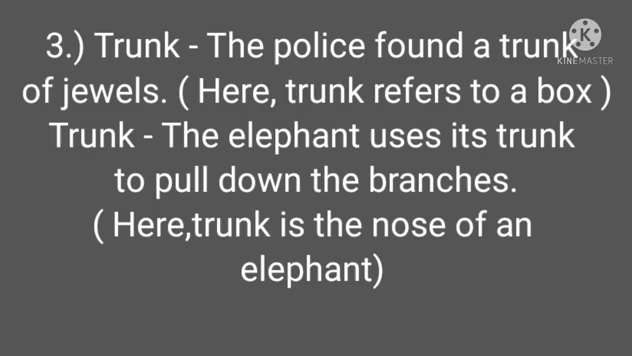 3.) Trunk - The police found a trunk
of jewels. ( Here, trunk refers to a box )
Trunk - The elephant uses its trunk
to pull down the branches.
( Here,trunk is the nose of an
elephant)
K
KINEMASTER